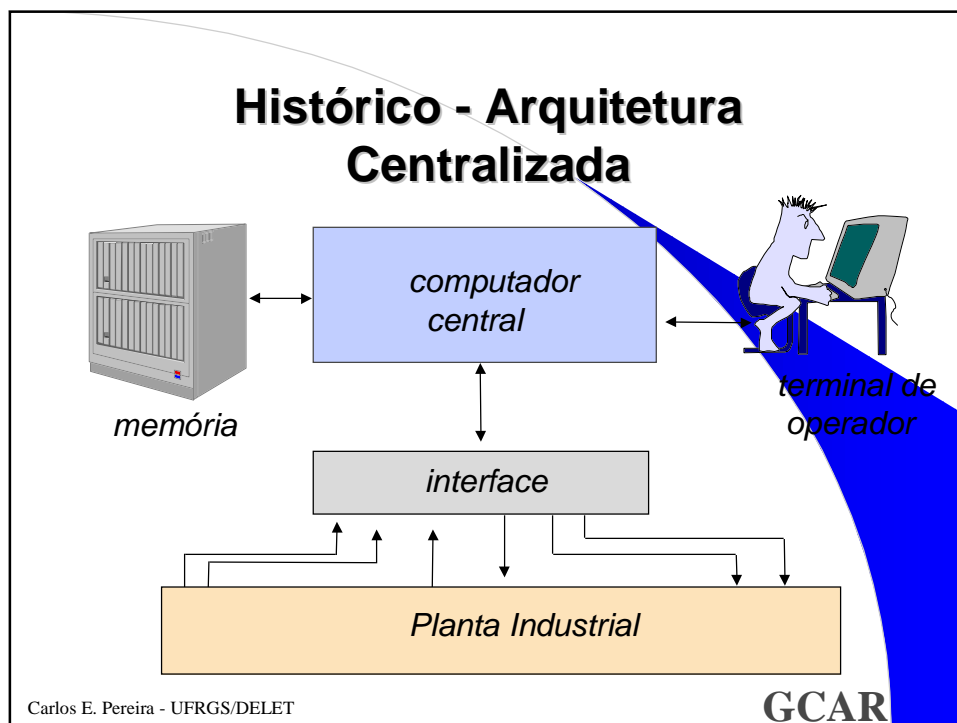 Histórico - Arquitetura
Centralizada
computador
central
memória
terminal de
operador
interface
Planta Industrial
Carlos E. Pereira - UFRGS/DELET
GCAR